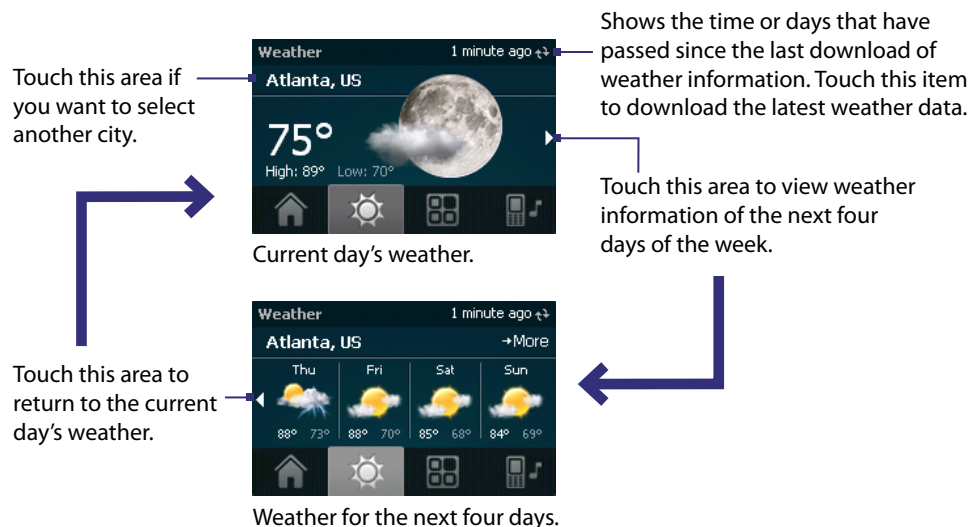 Shows the time or days that have
passed since the last download of
weather information. Touch this item
to download the latest weather data.
Touch this area if
you want to select
another city.
Weather 1 minute ago
Atlanta, US
75°
High: 89° Low: 70°
Current day’s weather.
Touch this area to view weather
information of the next four
days of the week.
Weather 1 minute ago
Atlanta, US More
Thu Fri Sat Sun
88° 73° 88° 70° 85° 68° 84° 69°
Touch this area to
return to the current
day’s weather.
Weather for the next four days.